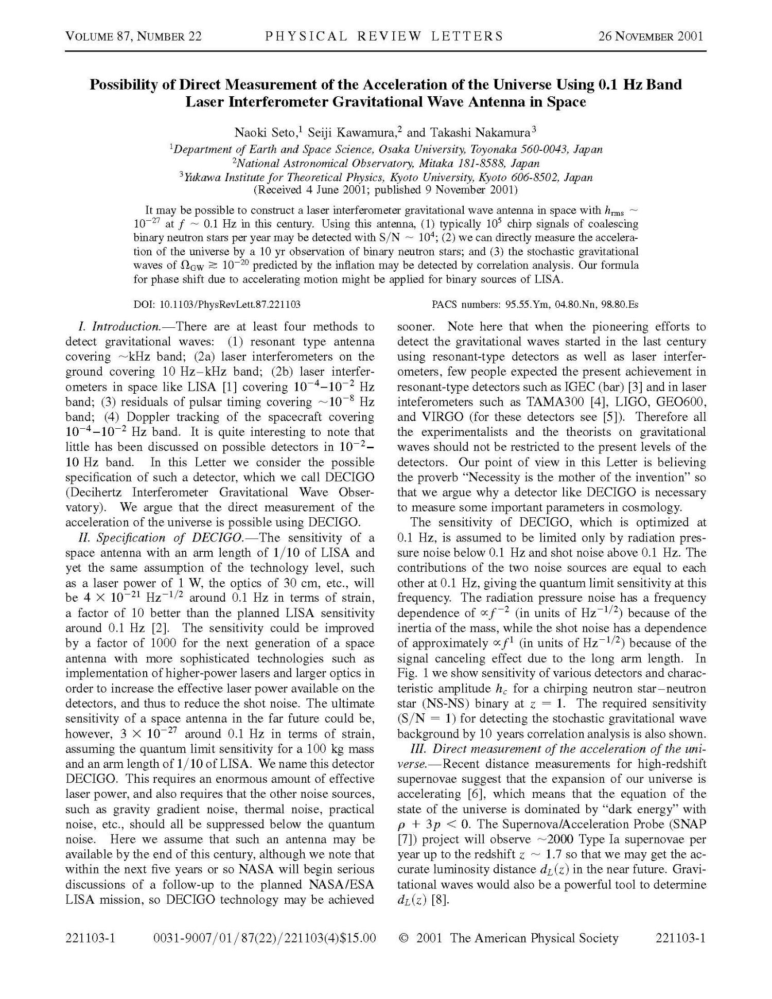 VOLUME 87, NUMBER 22 PHYSICAL REVIEW LETTERS 26 NOVEMBER 2001
Possibility of Direct Measurement of the Acceleration of the Universe Using 0.1 Hz Band
Laser Interferometer Gravitational Wave Antenna in Space
Naoki Seto,¹ Seiji Kawamura,² and Takashi Nakamura³
¹Department of Earth and Space Science, Osaka University, Toyonaka 560-0043, Japan
²National Astronomical Observatory, Mitaka 181-8588, Japan
³Yukawa Institute for Theoretical Physics, Kyoto University, Kyoto 606-8502, Japan
(Received 4 June 2001; published 9 November 2001)
It may be possible to construct a laser interferometer gravitational wave antenna in space with h_rms ∼
10⁻²⁷ at f ∼ 0.1 Hz in this century. Using this antenna, (1) typically 10⁵ chirp signals of coalescing
binary neutron stars per year may be detected with S/N ∼ 10⁴; (2) we can directly measure the accelera-
tion of the universe by a 10 yr observation of binary neutron stars; and (3) the stochastic gravitational
waves of Ω_GW ≳ 10⁻²⁰ predicted by the inflation may be detected by correlation analysis. Our formula
for phase shift due to accelerating motion might be applied for binary sources of LISA.
DOI: 10.1103/PhysRevLett.87.221103 PACS numbers: 95.55.Ym, 04.80.Nn, 98.80.Es
I. Introduction.—There are at least four methods to
detect gravitational waves: (1) resonant type antenna
covering ∼kHz band; (2a) laser interferometers on the
ground covering 10 Hz–kHz band; (2b) laser interfer-
ometers in space like LISA [1] covering 10⁻⁴–10⁻² Hz
band; (3) residuals of pulsar timing covering ∼10⁻⁸ Hz
band; (4) Doppler tracking of the spacecraft covering
10⁻⁴–10⁻² Hz band. It is quite interesting to note that
little has been discussed on possible detectors in 10⁻²–
10 Hz band. In this Letter we consider the possible
specification of such a detector, which we call DECIGO
(Decihertz Interferometer Gravitational Wave Obser-
vatory). We argue that the direct measurement of the
acceleration of the universe is possible using DECIGO.
II. Specification of DECIGO.—The sensitivity of a
space antenna with an arm length of 1/10 of LISA and
yet the same assumption of the technology level, such
as a laser power of 1 W, the optics of 30 cm, etc., will
be 4 × 10⁻²¹ Hz⁻¹/² around 0.1 Hz in terms of strain,
a factor of 10 better than the planned LISA sensitivity
around 0.1 Hz [2]. The sensitivity could be improved
by a factor of 1000 for the next generation of a space
antenna with more sophisticated technologies such as
implementation of higher-power lasers and larger optics in
order to increase the effective laser power available on the
detectors, and thus to reduce the shot noise. The ultimate
sensitivity of a space antenna in the far future could be,
however, 3 × 10⁻²⁷ around 0.1 Hz in terms of strain,
assuming the quantum limit sensitivity for a 100 kg mass
and an arm length of 1/10 of LISA. We name this detector
DECIGO. This requires an enormous amount of effective
laser power, and also requires that the other noise sources,
such as gravity gradient noise, thermal noise, practical
noise, etc., should all be suppressed below the quantum
noise. Here we assume that such an antenna may be
available by the end of this century, although we note that
within the next five years or so NASA will begin serious
discussions of a follow-up to the planned NASA/ESA
LISA mission, so DECIGO technology may be achieved
sooner. Note here that when the pioneering efforts to
detect the gravitational waves started in the last century
using resonant-type detectors as well as laser interfer-
ometers, few people expected the present achievement in
resonant-type detectors such as IGEC (bar) [3] and in laser
inteferometers such as TAMA300 [4], LIGO, GEO600,
and VIRGO (for these detectors see [5]). Therefore all
the experimentalists and the theorists on gravitational
waves should not be restricted to the present levels of the
detectors. Our point of view in this Letter is believing
the proverb “Necessity is the mother of the invention” so
that we argue why a detector like DECIGO is necessary
to measure some important parameters in cosmology.
The sensitivity of DECIGO, which is optimized at
0.1 Hz, is assumed to be limited only by radiation pres-
sure noise below 0.1 Hz and shot noise above 0.1 Hz. The
contributions of the two noise sources are equal to each
other at 0.1 Hz, giving the quantum limit sensitivity at this
frequency. The radiation pressure noise has a frequency
dependence of ∝f⁻² (in units of Hz⁻¹/²) because of the
inertia of the mass, while the shot noise has a dependence
of approximately ∝f¹ (in units of Hz⁻¹/²) because of the
signal canceling effect due to the long arm length. In
Fig. 1 we show sensitivity of various detectors and charac-
teristic amplitude h_c for a chirping neutron star–neutron
star (NS-NS) binary at z = 1. The required sensitivity
(S/N = 1) for detecting the stochastic gravitational wave
background by 10 years correlation analysis is also shown.
III. Direct measurement of the acceleration of the uni-
verse.—Recent distance measurements for high-redshift
supernovae suggest that the expansion of our universe is
accelerating [6], which means that the equation of the
state of the universe is dominated by “dark energy” with
ρ + 3p < 0. The Supernova/Acceleration Probe (SNAP
[7]) project will observe ∼2000 Type Ia supernovae per
year up to the redshift z ∼ 1.7 so that we may get the ac-
curate luminosity distance d_L(z) in the near future. Gravi-
tational waves would also be a powerful tool to determine
d_L(z) [8].
221103-1 0031-9007/01/87(22)/221103(4)$15.00 © 2001 The American Physical Society 221103-1